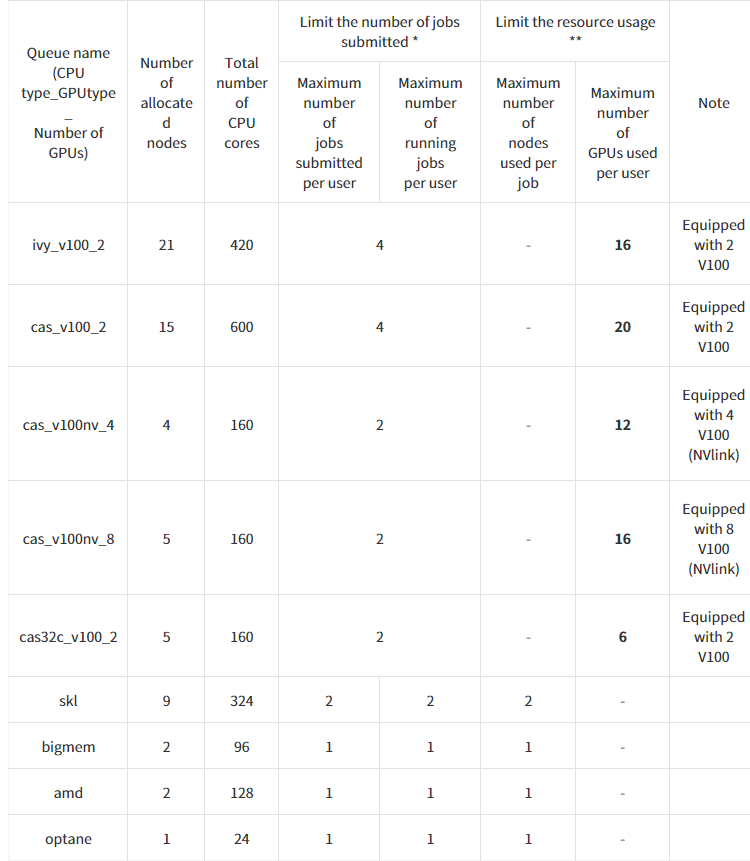 Queue name
(CPU
type_GPUtype
_
Number of
GPUs)
Number
of
allocate
d
nodes
Total
number
of
CPU
cores
Limit the number of jobs
submitted *
Maximum
number
of
jobs
submitted
per user
Maximum
number
of
running
jobs
per user
Limit the resource usage
**
Maximum
number
of
nodes
used per
job
Maximum
number
of
GPUs used
per user
Note
ivy_v100_2 21 420 4 - 16 Equipped
with 2
V100
cas_v100_2 15 600 4 - 20 Equipped
with 2
V100
cas_v100nv_4 4 160 2 - 12 Equipped
with 4
V100
(NVlink)
cas_v100nv_8 5 160 2 - 16 Equipped
with 8
V100
(NVlink)
cas32c_v100_2 5 160 2 - 6 Equipped
with 2
V100
skl 9 324 2 2 2 -
bigmem 2 96 1 1 1 -
amd 2 128 1 1 1 -
optane 1 24 1 1 1 -